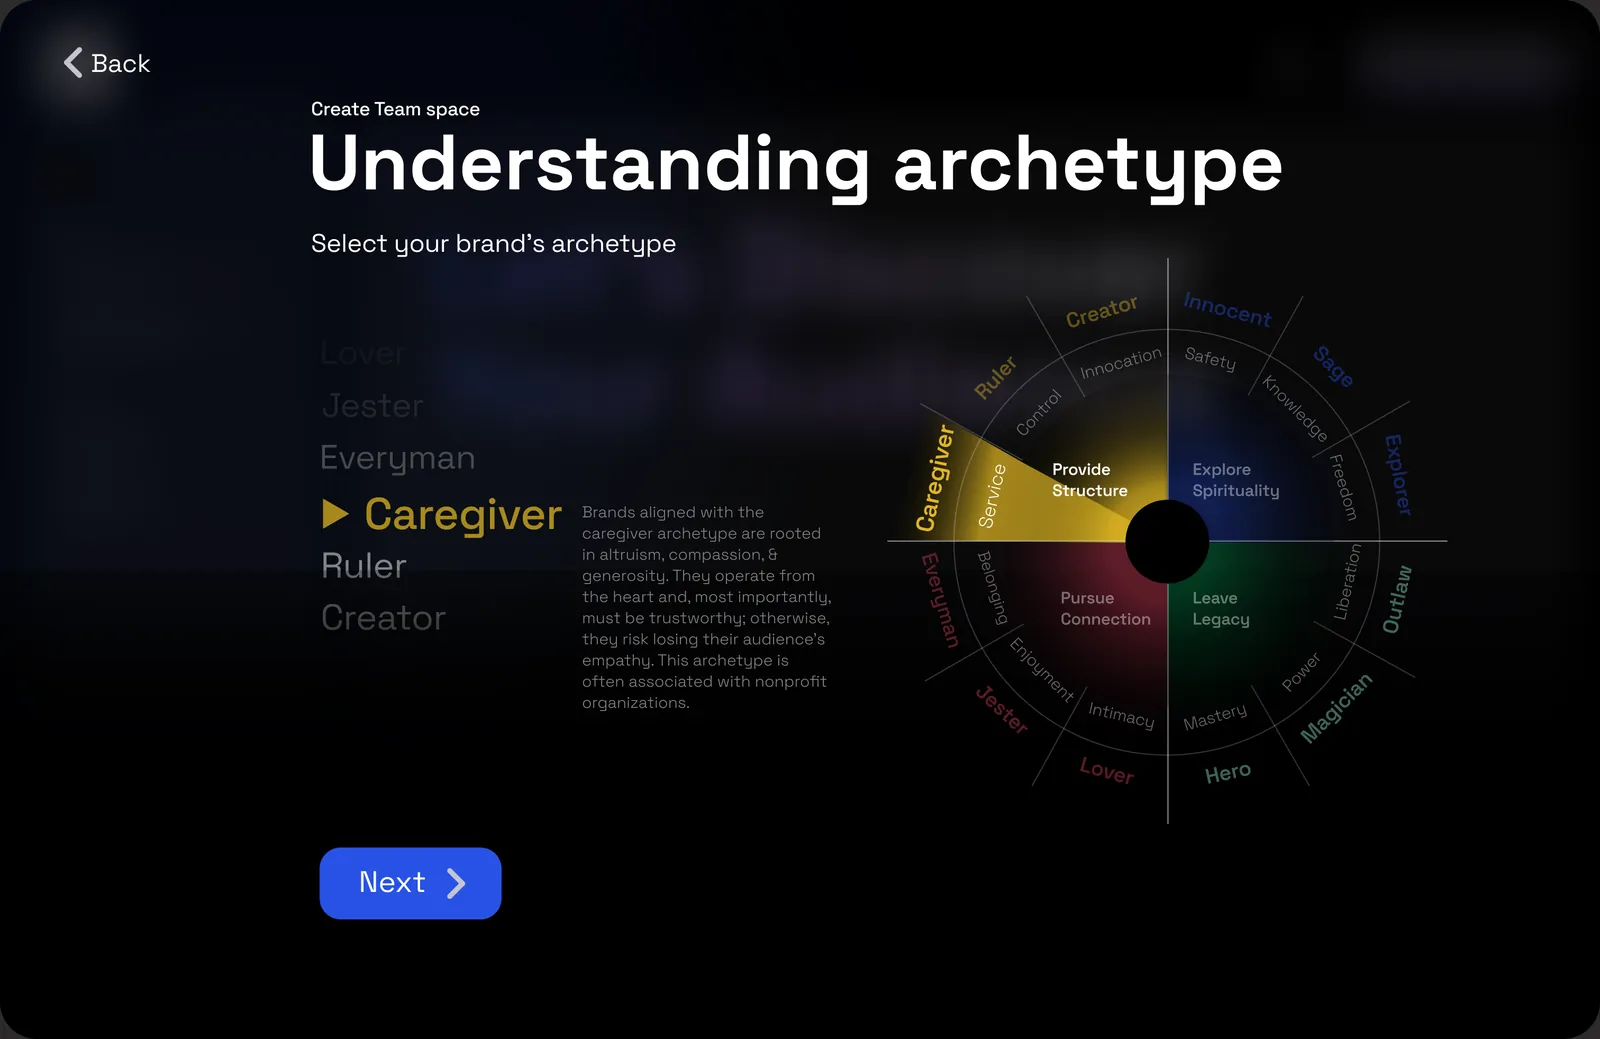 Back
Create Team space
Understanding archetype
Select your brand's archetype
Lover
Jester
Everyman
Caregiver
Ruler
Creator
Brands aligned with the
caregiver archetype are rooted
in altruism, compassion, &
generosity. They operate from
the heart and, most importantly,
must be trustworthy; otherwise,
they risk losing their audience's
empathy. This archetype is
often associated with nonprofit
organizations.
Next
Creator
Innocent
Ruler
Sage
Caregiver
Explorer
Everyman
Outlaw
Jester
Magician
Lover
Hero
Innocation
Safety
Control
Knowledge
Service
Freedom
Belonging
Liberation
Enjoyment
Power
Intimacy
Mastery
Provide
Structure
Explore
Spirituality
Pursue
Connection
Leave
Legacy